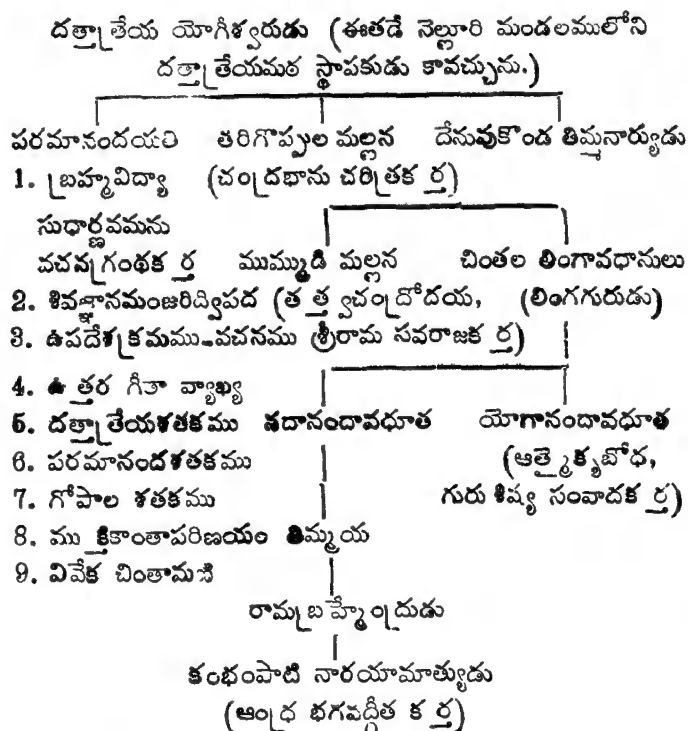 దత్తాత్రేయ యోగీశ్వరుడు (ఈతడే నెల్లూరి మండలములోని
దత్తాత్రేయమఠ స్థాపకుడు కావచ్చును.)
పరమానందయతి తరిగొప్పుల మల్లన దేనువుకొండ తిమ్మనార్యుడు
1. బ్రహ్మవిద్యా (చంద్రభాను చరిత్రకర్త)
సుధార్ణవమను
వచనగ్రంథకర్త ముమ్ముడి మల్లన చింతల లింగావధానులు
2. శివజ్ఞానమంజరిద్విపద (తత్త్వచంద్రోదయ, (లింగగురుడు)
3. ఉపదేశక్రమము-వచనము శ్రీరామ సవరాజకర్త)
4. ఉత్తర గీతా వ్యాఖ్య
5. దత్తాత్రేయశతకము సదానందావధూత యోగానందావధూత
6. పరమానందశతకము (ఆత్మైక్యబోధ,
7. గోపాల శతకము గురు శిష్య సంవాదకర్త)
8. ముక్తికాంతాపరిణయం తిమ్మయ
9. వివేక చింతామణి
రామబ్రహ్మేంద్రుడు
కంభంపాటి నారయామాత్యుడు
(ఆంధ్ర భగవద్గీత కర్త)